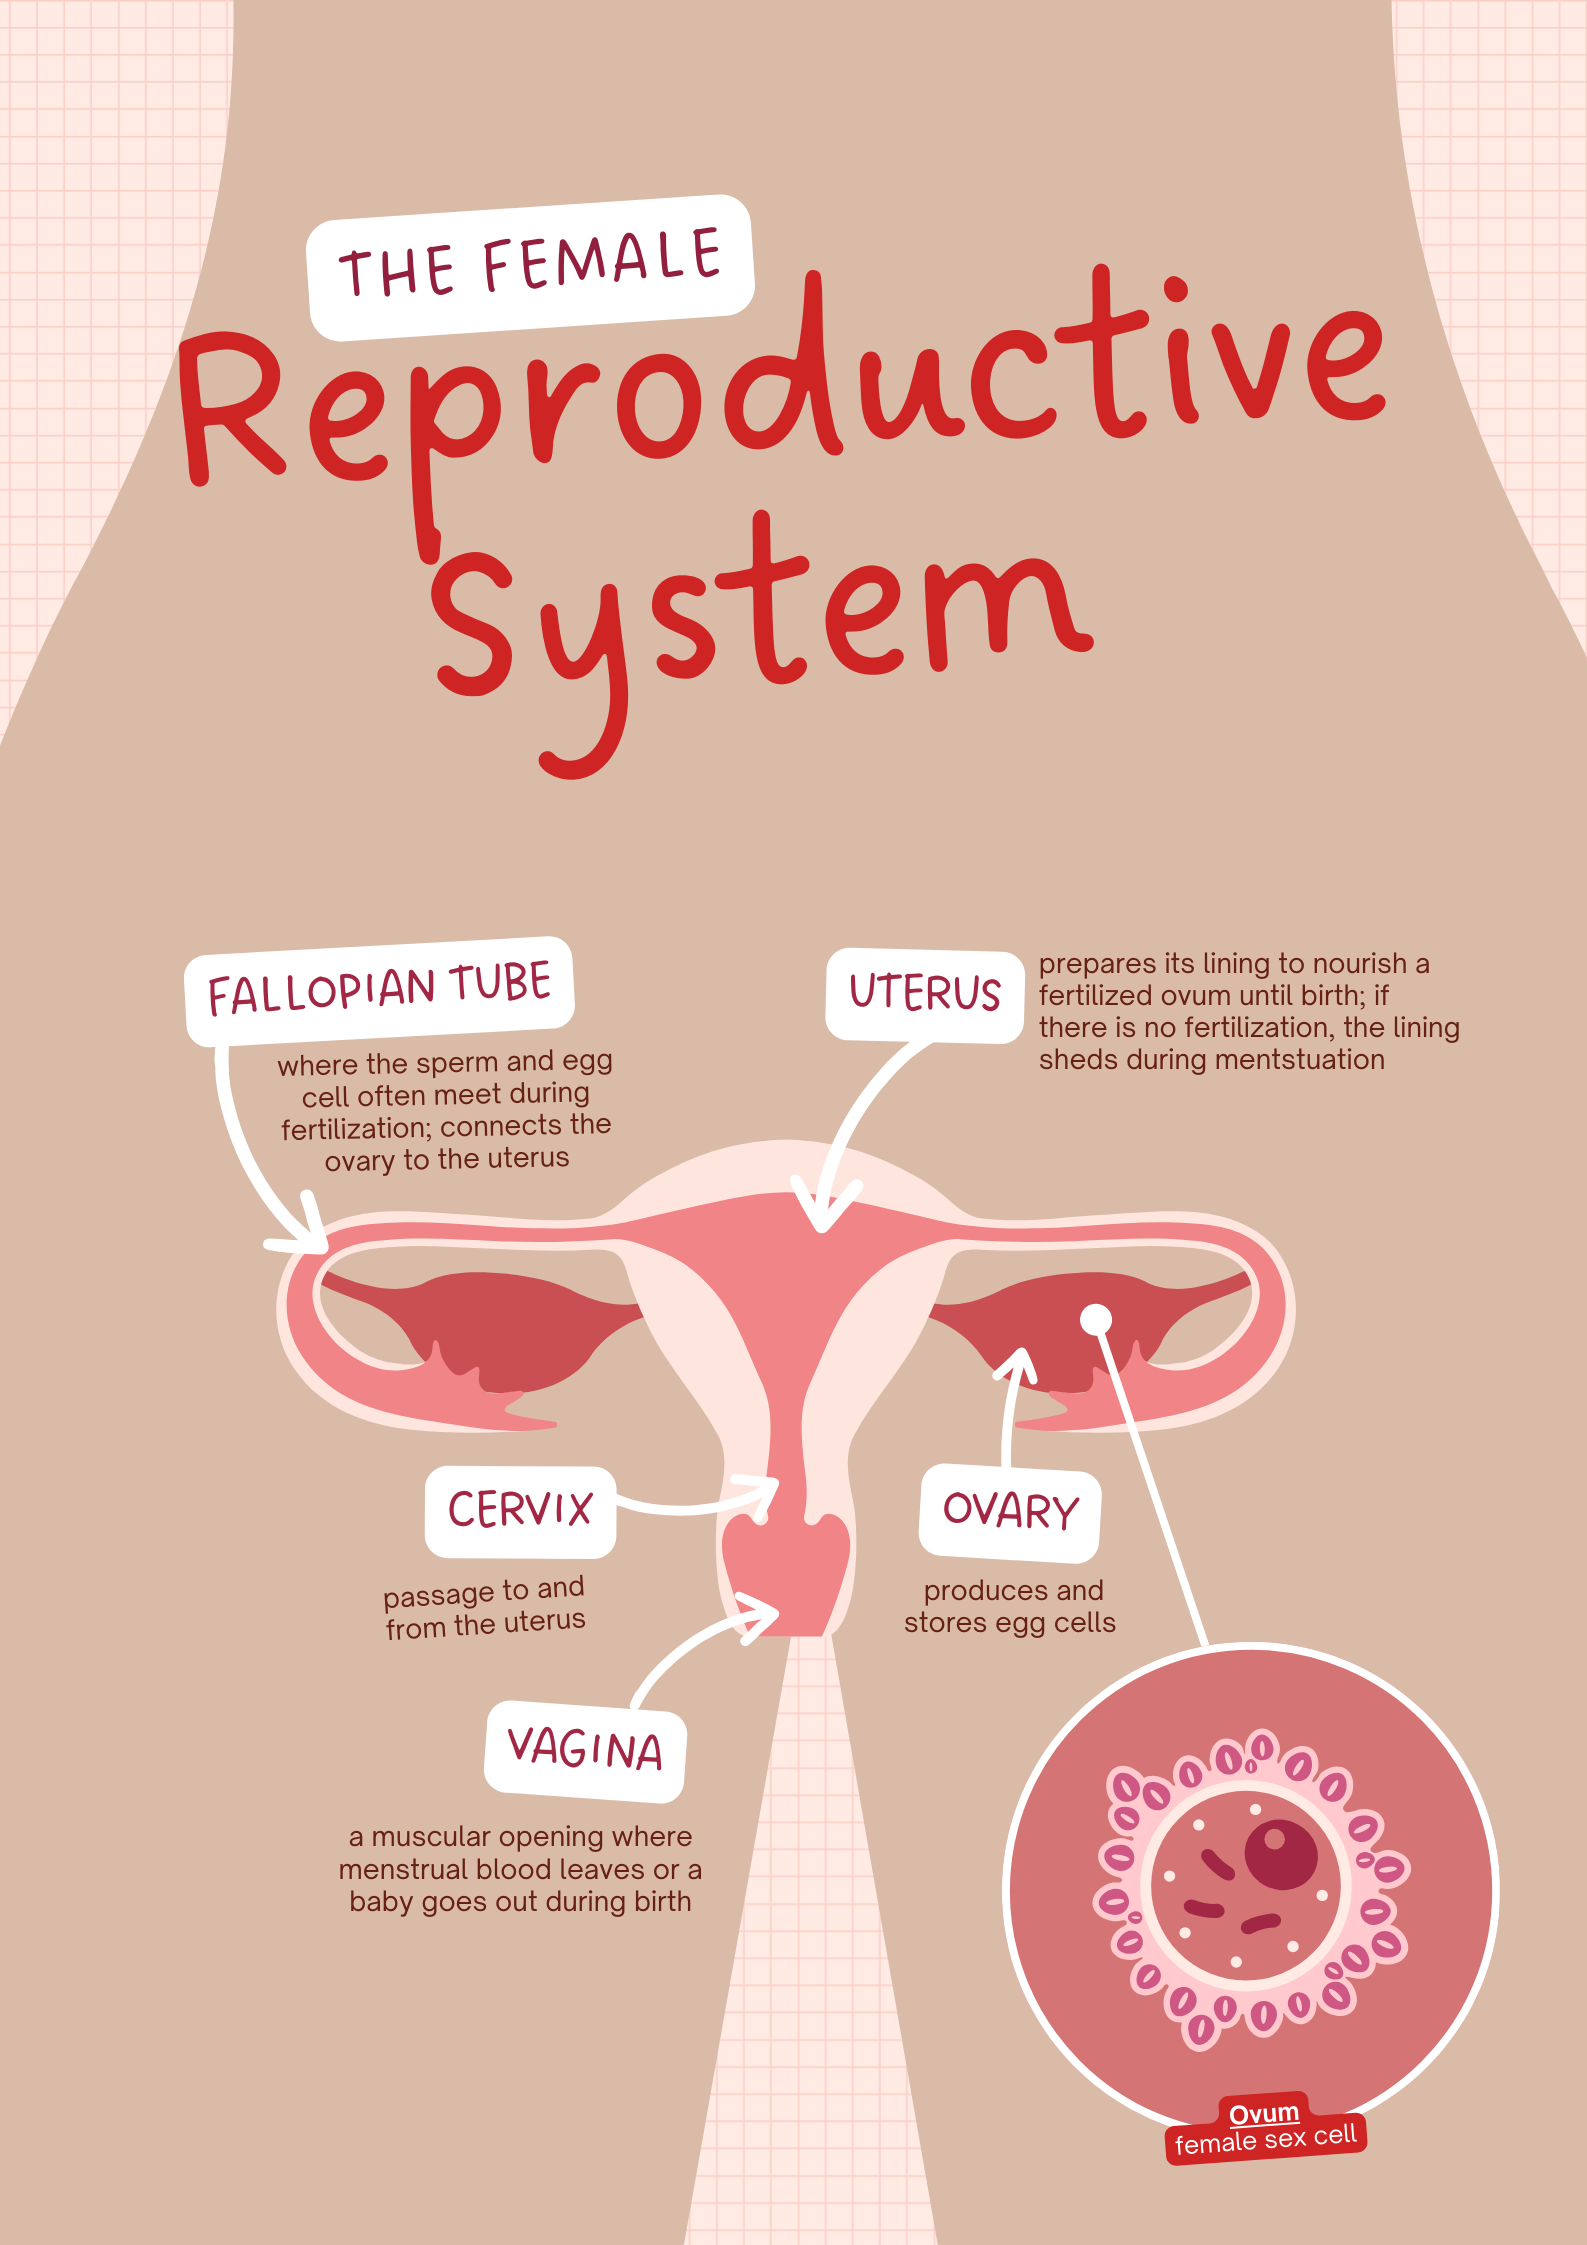 THE FEMALE
Reproductive
System
FALLOPIAN TUBE
where the sperm and egg
cell often meet during
fertilization; connects the
ovary to the uterus
UTERUS
prepares its lining to nourish a
fertilized ovum until birth; if
there is no fertilization, the lining
sheds during mentstuation
CERVIX
passage to and
from the uterus
OVARY
produces and
stores egg cells
VAGINA
a muscular opening where
menstrual blood leaves or a
baby goes out during birth
Ovum
female sex cell